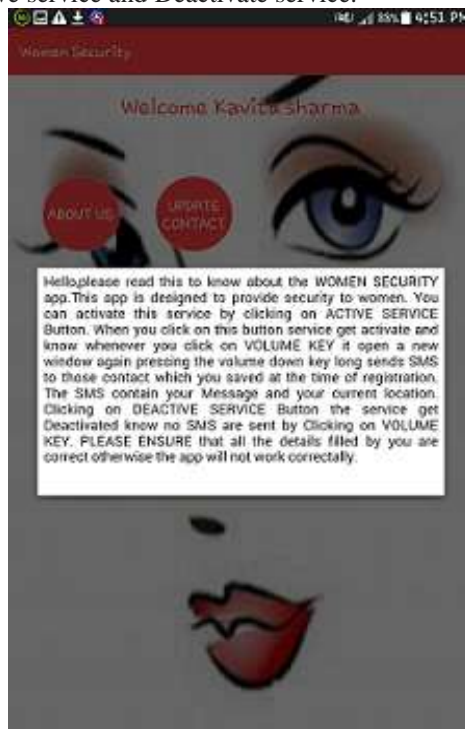 ve service and Deactivate service.
4:51 PM
Women Security
Welcome Kavita sharma
ABOUT US
UPDATE
CONTACT
Hello,please read this to know about the WOMEN SECURITY
app.This app is designed to provide security to women. You
can activate this service by clicking on ACTIVE SERVICE
Button. When you click on this button service get activate and
know whenever you click on VOLUME KEY it open a new
window again pressing the volume down key long sends SMS
to those contact which you saved at the time of registration.
The SMS contain your Message and your current location.
Clicking on DEACTIVE SERVICE Button the service get
Deactivated know no SMS are sent by Clicking on VOLUME
KEY. PLEASE ENSURE that all the details filled by you are
correct otherwise the app will not work correctally.